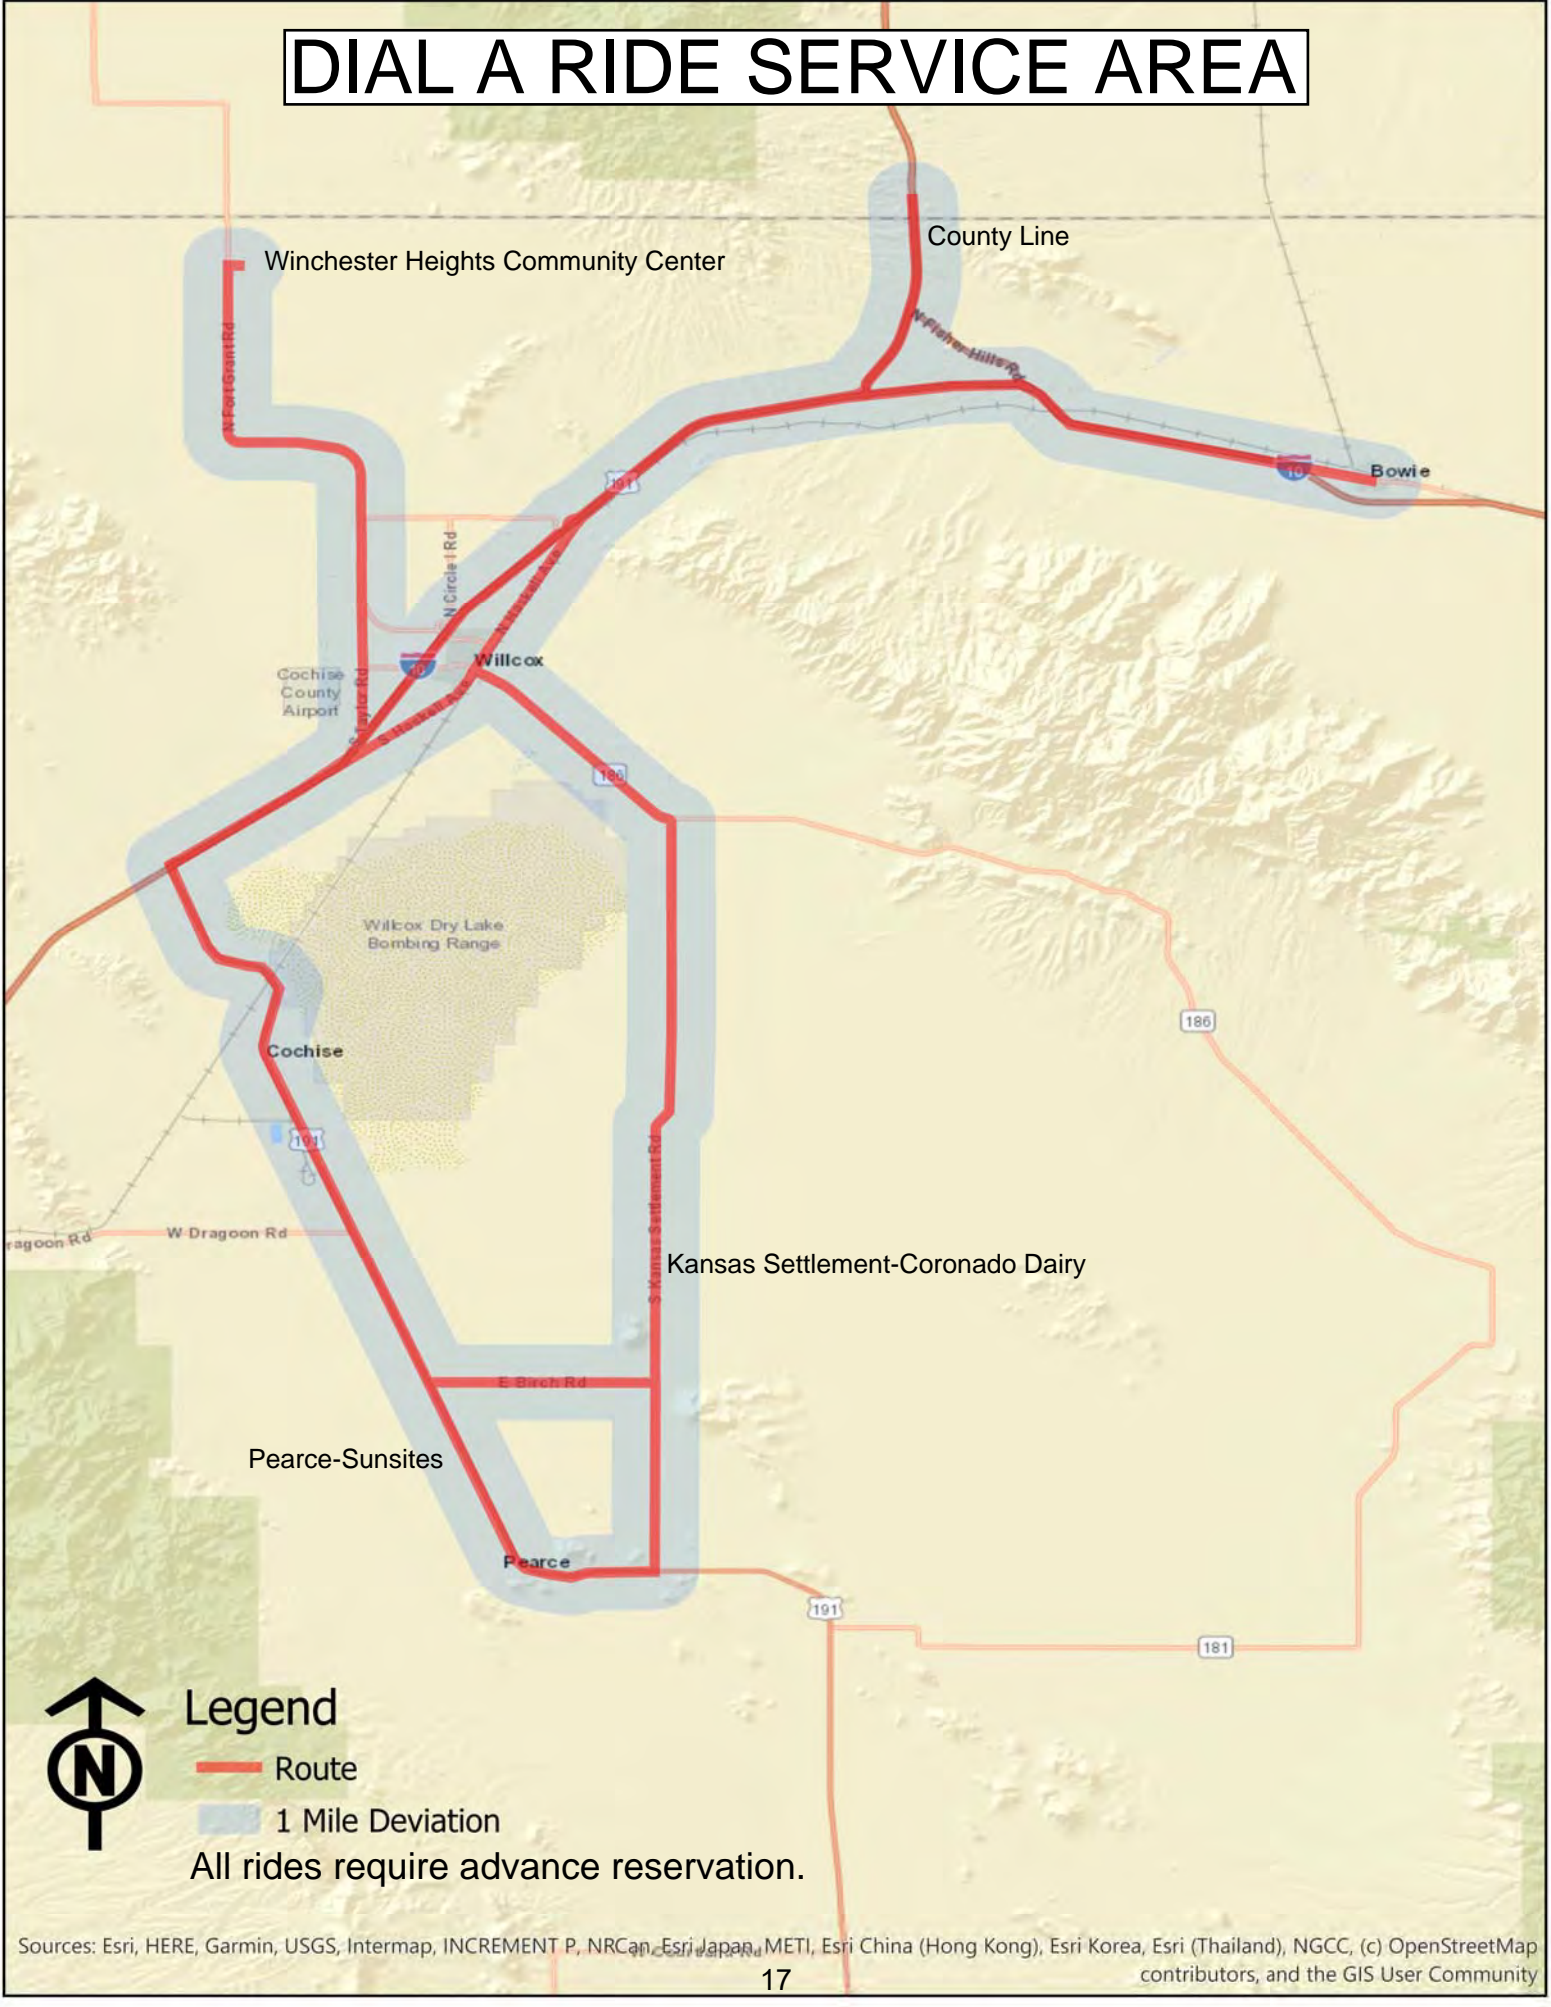 DIAL A RIDE SERVICE AREA
County Line
Winchester Heights Community Center
N Fort Grant Rd
N Fisher Hills Rd
191
10
Bowie
N Circle I Rd
N Haskell Ave
10
Willcox
Cochise
County
Airport
S Taylor Rd
S Haskell Ave
186
Willcox Dry Lake
Bombing Range
186
Cochise
191
W Dragoon Rd
ragoon Rd
S Kansas Settlement Rd
Kansas Settlement-Coronado Dairy
E Birch Rd
Pearce-Sunsites
Pearce
191
181
N
Legend
Route
1 Mile Deviation
All rides require advance reservation.
Sources: Esri, HERE, Garmin, USGS, Intermap, INCREMENT P, NRCan, Esri Japan, METI, Esri China (Hong Kong), Esri Korea, Esri (Thailand), NGCC, (c) OpenStreetMap
contributors, and the GIS User Community
17